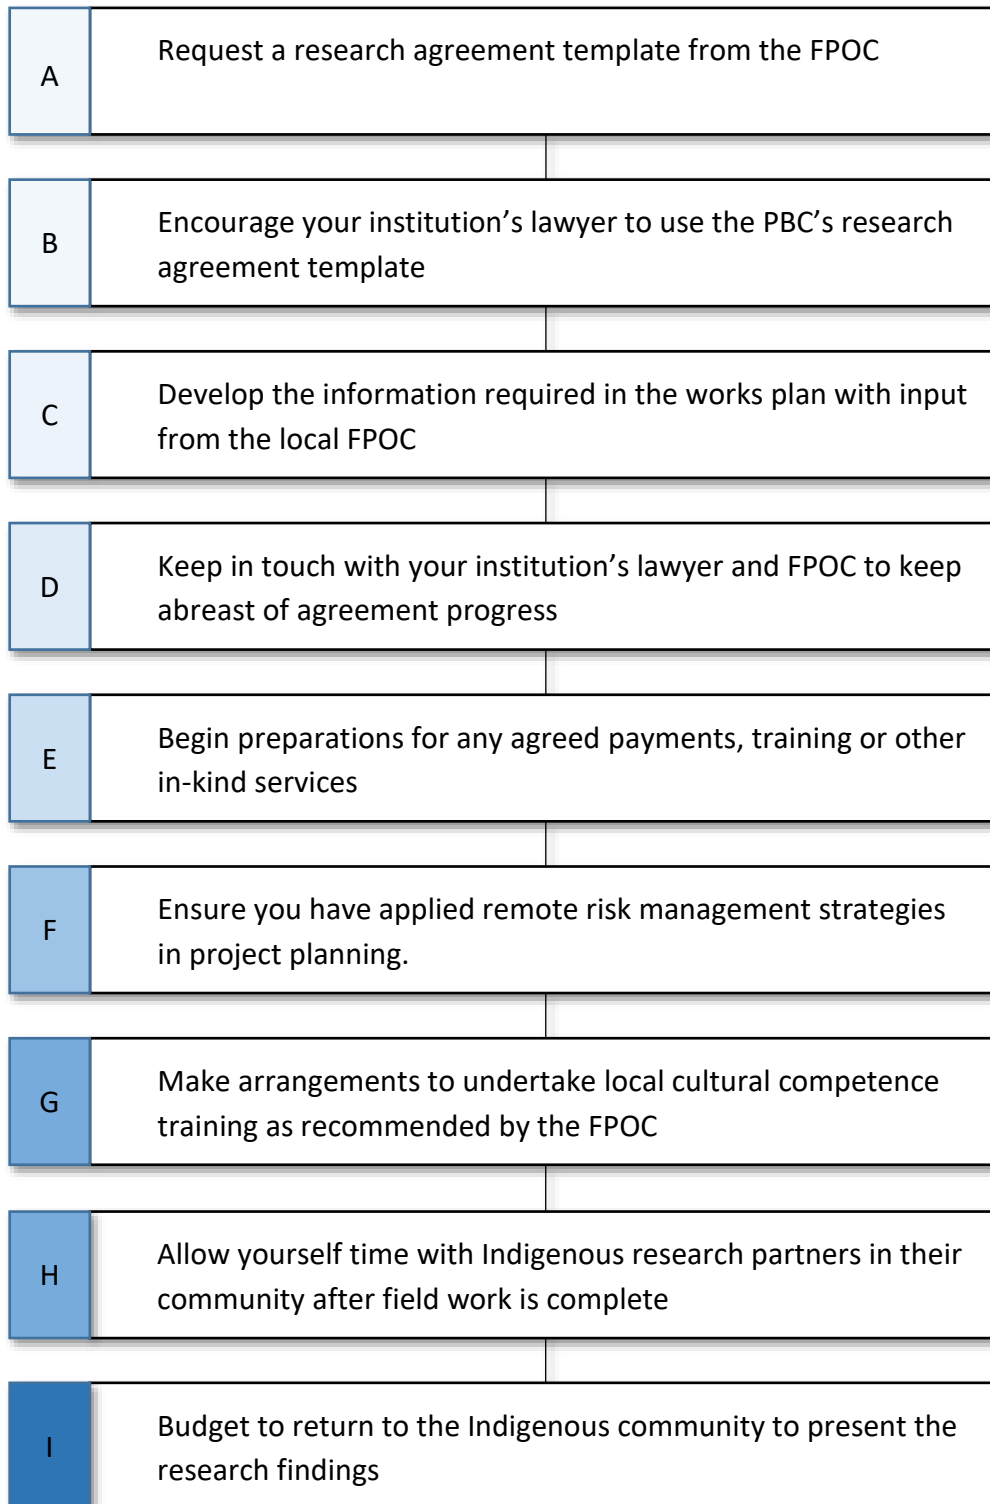 A
Request a research agreement template from the FPOC
B
Encourage your institution’s lawyer to use the PBC’s research
agreement template
C
Develop the information required in the works plan with input
from the local FPOC
D
Keep in touch with your institution’s lawyer and FPOC to keep
abreast of agreement progress
E
Begin preparations for any agreed payments, training or other
in-kind services
F
Ensure you have applied remote risk management strategies
in project planning.
G
Make arrangements to undertake local cultural competence
training as recommended by the FPOC
H
Allow yourself time with Indigenous research partners in their
community after field work is complete
I
Budget to return to the Indigenous community to present the
research findings